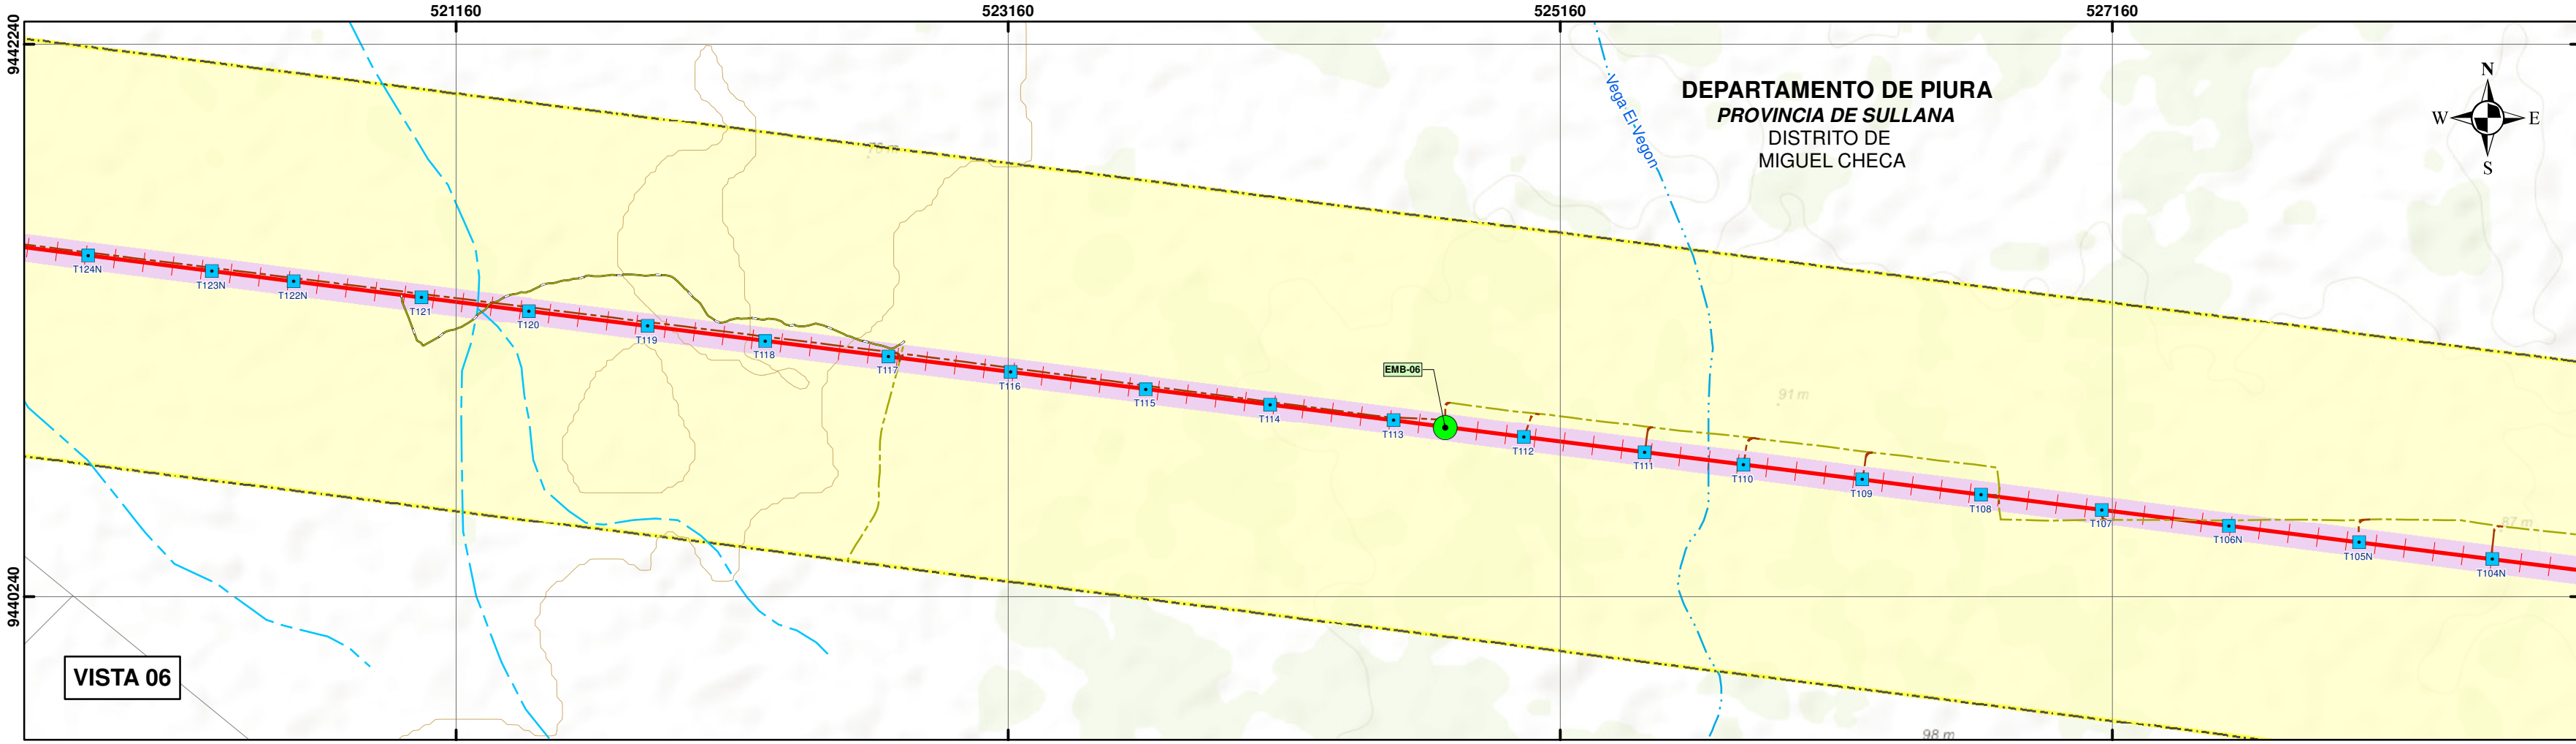 521160
523160
525160
527160
9442240
9440240
DEPARTAMENTO DE PIURA
PROVINCIA DE SULLANA
DISTRITO DE
MIGUEL CHECA
N
W
E
S
Vega El-Vegon
76 m
91 m
87 m
98 m
EMB-06
T124N
T123N
T122N
T121
T120
T119
T118
T117
T116
T115
T114
T113
T112
T111
T110
T109
T108
T107
T106N
T105N
T104N
VISTA 06